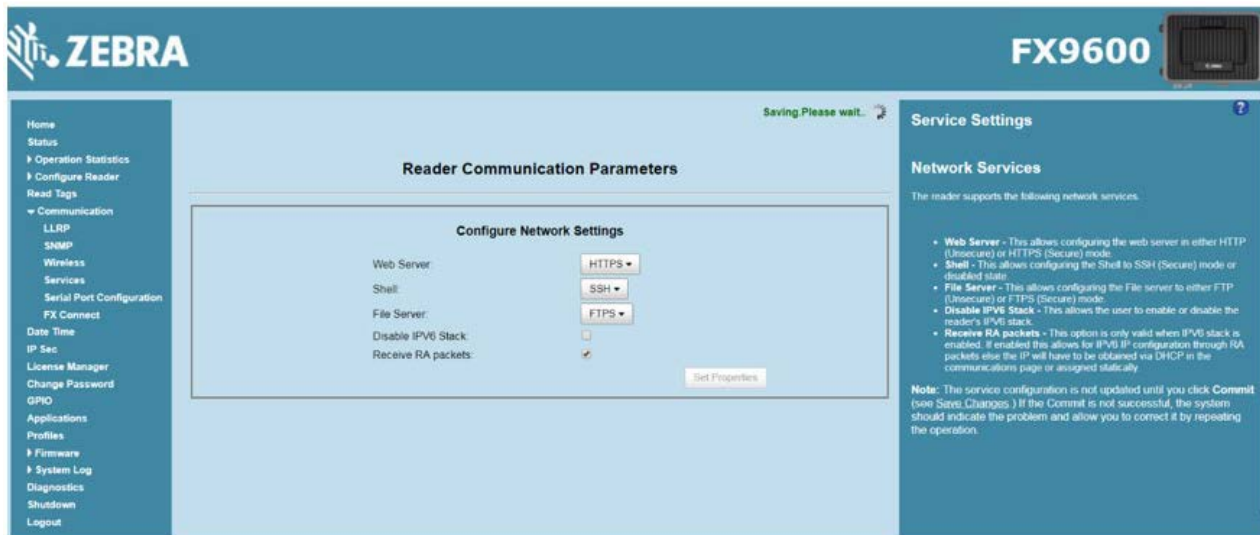 ZEBRA
FX9600
Home
Status
Operation Statistics
Configure Reader
Read Tags
Communication
LLRP
SNMP
Wireless
Services
Serial Port Configuration
FX Connect
Date Time
IP Sec
License Manager
Change Password
GPIO
Applications
Profiles
Firmware
System Log
Diagnostics
Shutdown
Logout
Saving.Please wait..
Reader Communication Parameters
Configure Network Settings
Web Server: HTTPS
Shell: SSH
File Server: FTPS
Disable IPV6 Stack:
Receive RA packets:
Set Properties
?
Service Settings
Network Services
The reader supports the following network services.
• Web Server - This allows configuring the web server in either HTTP
(Unsecure) or HTTPS (Secure) mode.
• Shell - This allows configuring the Shell to SSH (Secure) mode or
disabled state.
• File Server - This allows configuring the File server to either FTP
(Unsecure) or FTPS (Secure) mode.
• Disable IPV6 Stack - This allows the user to enable or disable the
reader's IPV6 stack.
• Receive RA packets - This option is only valid when IPV6 stack is
enabled. If enabled this allows for IPV6 IP configuration through RA
packets else the IP will have to be obtained via DHCP in the
communications page or assigned statically.
Note: The service configuration is not updated until you click Commit
(see Save Changes ) If the Commit is not successful, the system
should indicate the problem and allow you to correct it by repeating
the operation.